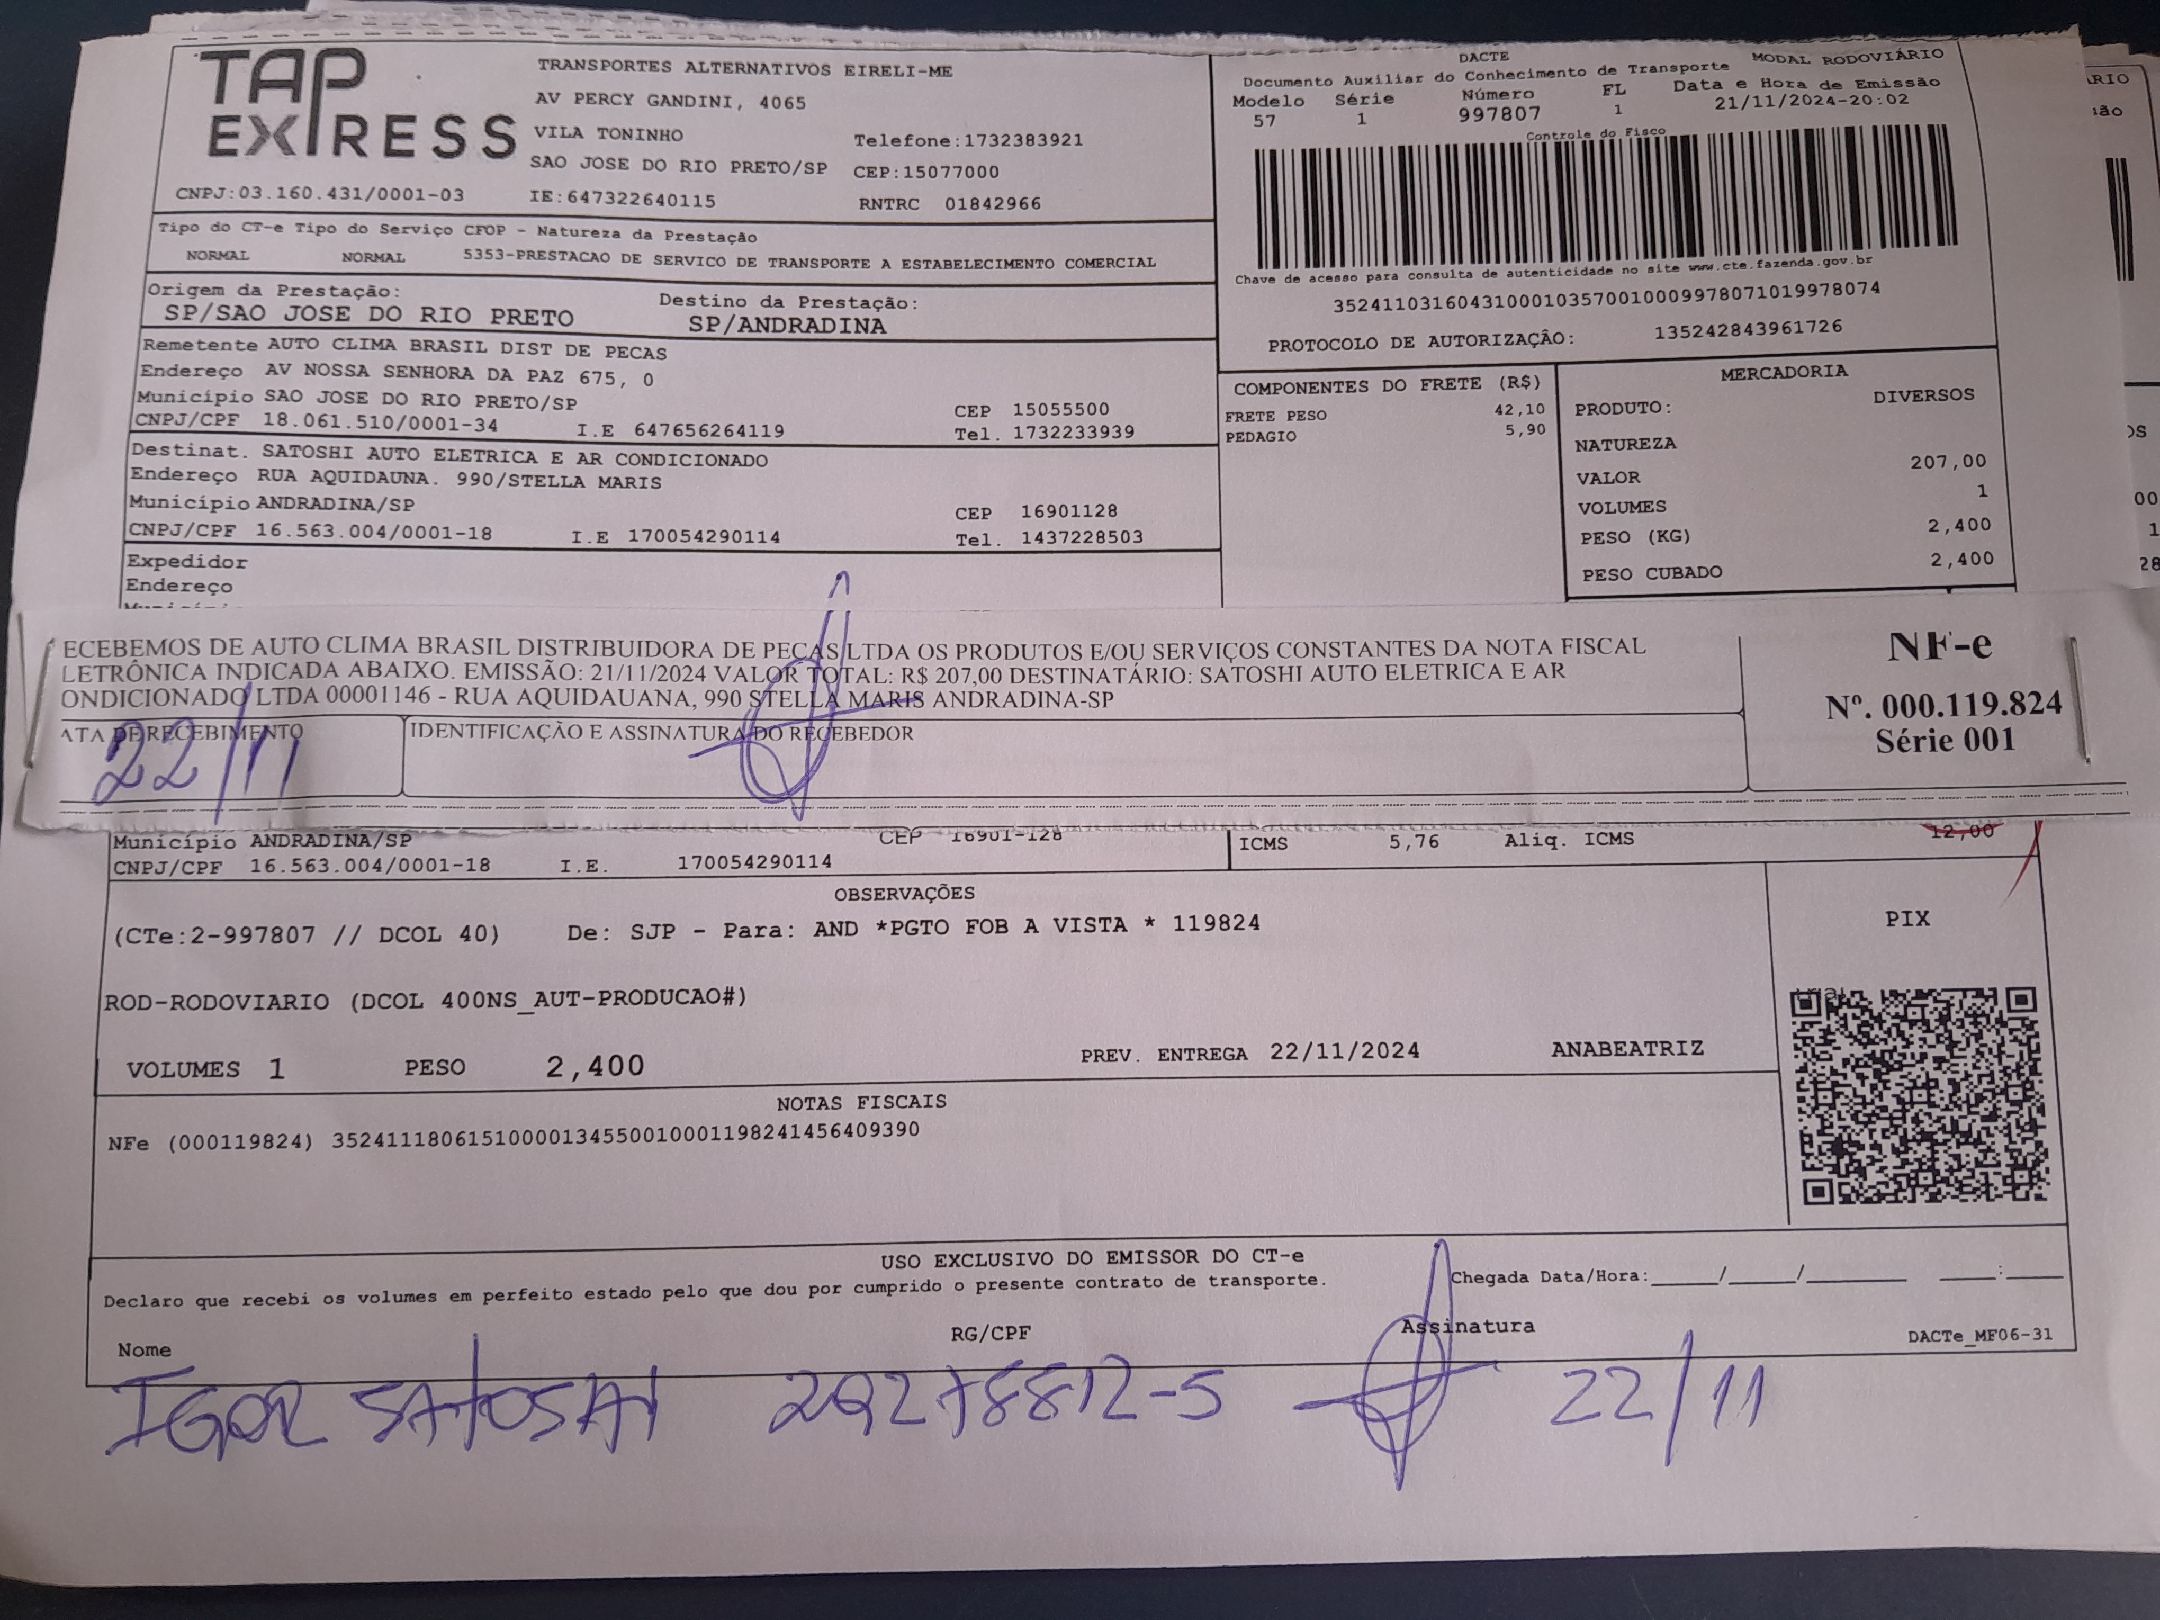 TAP EXPRESS
TRANSPORTES ALTERNATIVOS EIRELI-ME
AV PERCY GANDINI, 4065
VILA TONINHO Telefone:1732383921
SAO JOSE DO RIO PRETO/SP CEP:15077000
CNPJ:03.160.431/0001-03 IE:647322640115 RNTRC 01842966
DACTE MODAL RODOVIÁRIO
Documento Auxiliar do Conhecimento de Transporte
Modelo Série Número FL Data e Hora de Emissão
57 1 997807 1 21/11/2024-20:02
Controle do Fisco
Chave de acesso para consulta de autenticidade no site www.cte.fazenda.gov.br
35241103160431000103570010009978071019978074
PROTOCOLO DE AUTORIZAÇÃO: 135242843961726
Tipo do CT-e Tipo do Serviço CFOP - Natureza da Prestação
NORMAL NORMAL 5353-PRESTACAO DE SERVICO DE TRANSPORTE A ESTABELECIMENTO COMERCIAL
Origem da Prestação: Destino da Prestação:
SP/SAO JOSE DO RIO PRETO SP/ANDRADINA
Remetente AUTO CLIMA BRASIL DIST DE PECAS
Endereço AV NOSSA SENHORA DA PAZ 675, 0
Município SAO JOSE DO RIO PRETO/SP CEP 15055500
CNPJ/CPF 18.061.510/0001-34 I.E 647656264119 Tel. 1732233939
Destinat. SATOSHI AUTO ELETRICA E AR CONDICIONADO
Endereço RUA AQUIDAUNA. 990/STELLA MARIS
Município ANDRADINA/SP CEP 16901128
CNPJ/CPF 16.563.004/0001-18 I.E 170054290114 Tel. 1437228503
Expedidor
Endereço
COMPONENTES DO FRETE (R$)
FRETE PESO 42,10
PEDAGIO 5,90
MERCADORIA
PRODUTO: DIVERSOS
NATUREZA
VALOR 207,00
VOLUMES 1
PESO (KG) 2,400
PESO CUBADO 2,400
ECEBEMOS DE AUTO CLIMA BRASIL DISTRIBUIDORA DE PEÇAS LTDA OS PRODUTOS E/OU SERVIÇOS CONSTANTES DA NOTA FISCAL
LETRÔNICA INDICADA ABAIXO. EMISSÃO: 21/11/2024 VALOR TOTAL: R$ 207,00 DESTINATÁRIO: SATOSHI AUTO ELETRICA E AR
ONDICIONADO LTDA 00001146 - RUA AQUIDAUANA, 990 STELLA MARIS ANDRADINA-SP
ATA DE RECEBIMENTO IDENTIFICAÇÃO E ASSINATURA DO RECEBEDOR
22/11
NF-e
Nº. 000.119.824
Série 001
Município ANDRADINA/SP CEP 16901-128
CNPJ/CPF 16.563.004/0001-18 I.E. 170054290114
ICMS 5,76 Aliq. ICMS 12,00
OBSERVAÇÕES
(CTe:2-997807 // DCOL 40) De: SJP - Para: AND *PGTO FOB A VISTA * 119824
ROD-RODOVIARIO (DCOL 400NS_AUT-PRODUCAO#)
VOLUMES 1 PESO 2,400 PREV. ENTREGA 22/11/2024 ANABEATRIZ
PIX
NOTAS FISCAIS
NFe (000119824) 35241118061510000134550010001198241456409390
USO EXCLUSIVO DO EMISSOR DO CT-e
Declaro que recebi os volumes em perfeito estado pelo que dou por cumprido o presente contrato de transporte.
Chegada Data/Hora:_____/_____/_______ ____:____
Nome RG/CPF Assinatura DACTe_MF06-31
IGOR SATOSHI 29278812-5 22/11